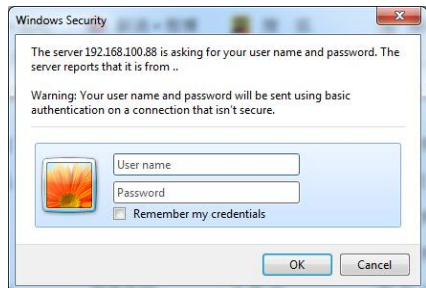 Windows Security
The server 192.168.100.88 is asking for your user name and password. The
server reports that it is from ..
Warning: Your user name and password will be sent using basic
authentication on a connection that isn't secure.
User name
Password
Remember my credentials
OK
Cancel